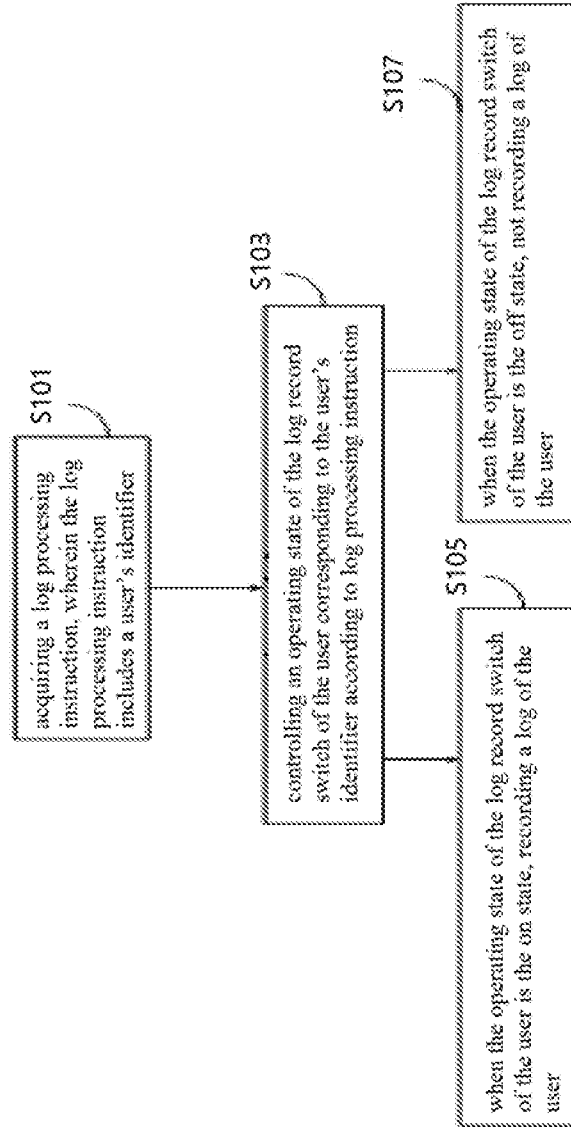 S101
acquiring a log processing
instruction, wherein the log
processing instruction
includes a user's identifier
S103
controlling an operating state of the log record
switch of the user corresponding to the user's
identifier according to log processing instruction
S105
when the operating state of the log record switch
of the user is the on state, recording a log of the
user
S107
when the operating state of the log record switch
of the user is the off state, not recording a log of
the user